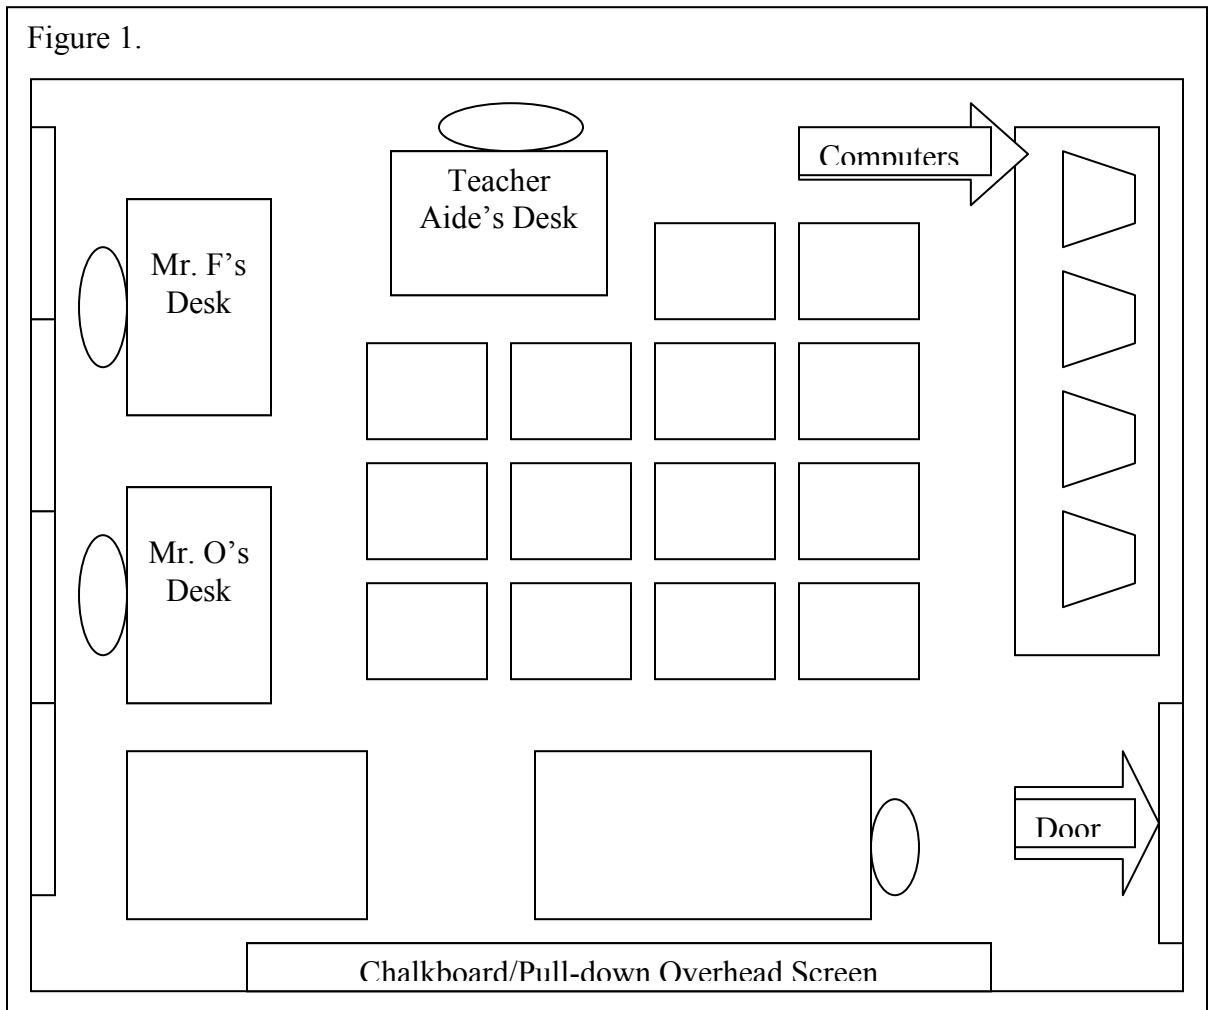 Figure 1.
Teacher
Aide's Desk
Computers
Mr. F's
Desk
Mr. O's
Desk
Door
Chalkboard/Pull-down Overhead Screen